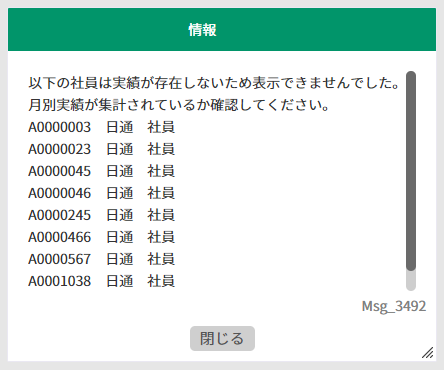 情報
以下の社員は実績が存在しないため表示できませんでした。
月別実績が集計されているか確認してください。
A0000003　日通　社員
A0000023　日通　社員
A0000045　日通　社員
A0000046　日通　社員
A0000245　日通　社員
A0000466　日通　社員
A0000567　日通　社員
A0001038　日通　社員
Msg_3492
閉じる